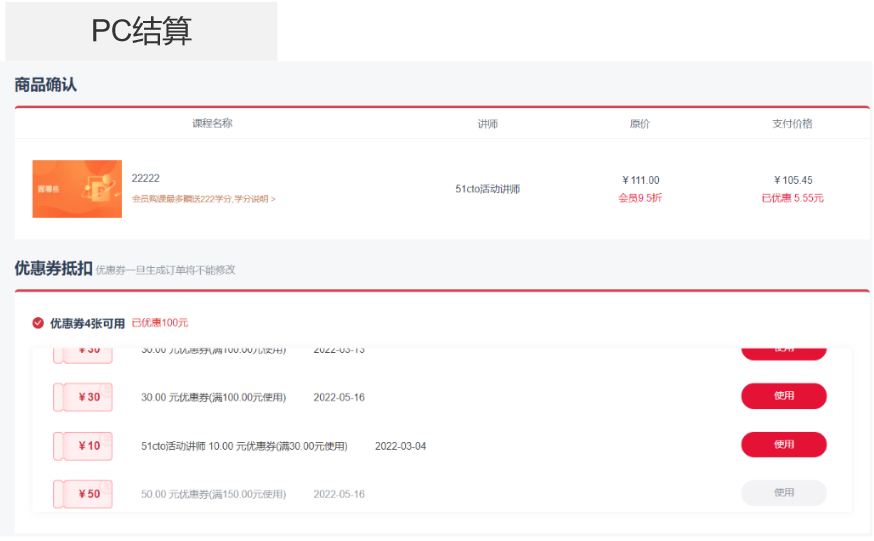 PC结算
商品确认
课程名称 讲师 原价 支付价格
22222
会员购课最多赠送222学分,学分说明 >
51cto活动讲师
¥111.00
会员9.5折
¥105.45
已优惠 5.55元
优惠券抵扣 优惠券一旦生成订单将不能修改
优惠券4张可用 已优惠100元
¥30 30.00 元优惠券(满100.00元使用) 2022-03-13 使用
¥30 30.00 元优惠券(满100.00元使用) 2022-05-16 使用
¥10 51cto活动讲师 10.00 元优惠券(满30.00元使用) 2022-03-04 使用
¥50 50.00 元优惠券(满150.00元使用) 2022-05-16 使用